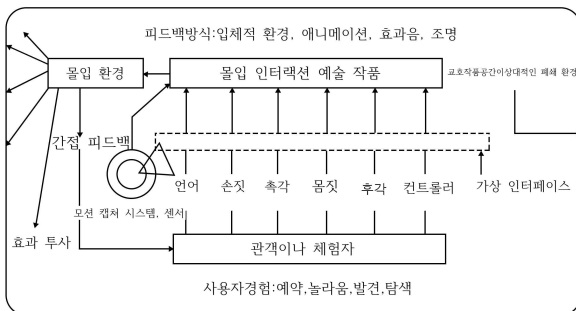 피드백방식:입체적 환경, 애니메이션, 효과음, 조명
몰입 환경
몰입 인터랙션 예술 작품
교호작품공간이상대적인 폐쇄 환경
간접 피드백
언어 손짓 촉각 몸짓 후각 컨트롤러 가상 인터페이스
모션 캡쳐 시스템, 센서
효과 투사
관객이나 체험자
사용자경험:예약,놀라움,발견,탐색